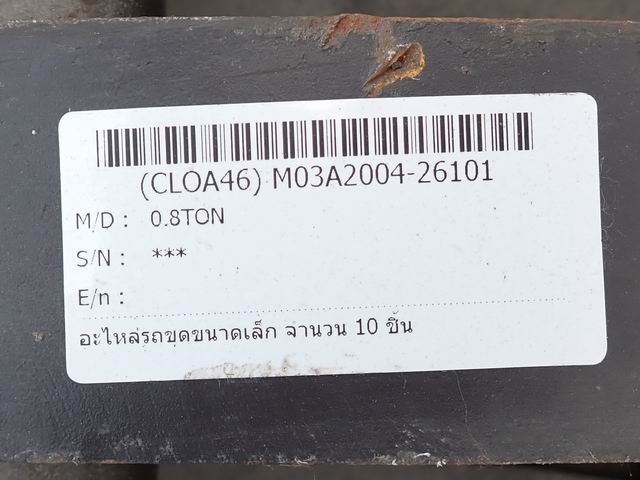 (CLOA46) M03A2004-26101
M/D : 0.8TON
S/N : ***
E/n :
อะไหล่รถขุดขนาดเล็ก จำนวน 10 ชิ้น